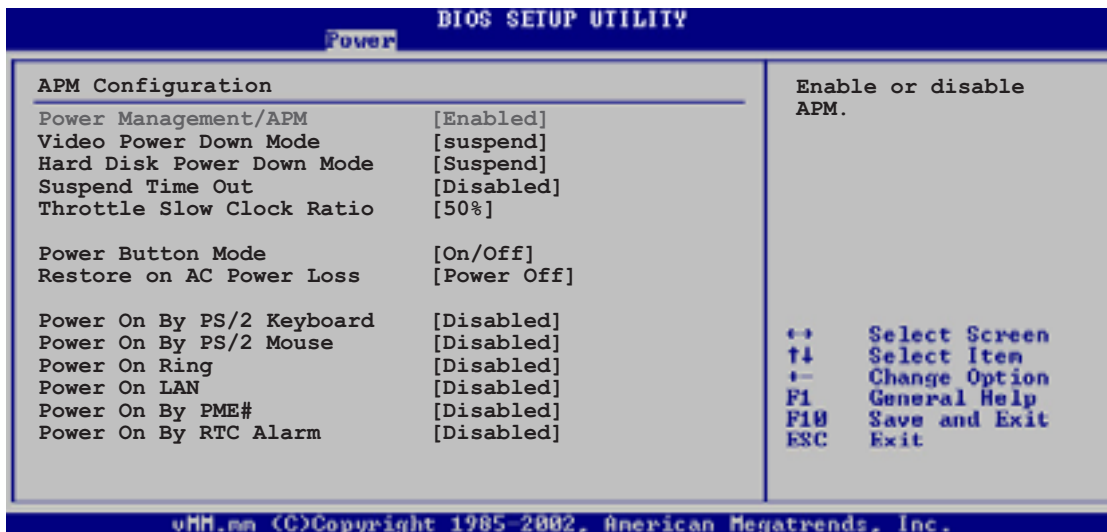 BIOS SETUP UTILITY
Power
APM Configuration
Power Management/APM [Enabled]
Video Power Down Mode [suspend]
Hard Disk Power Down Mode [Suspend]
Suspend Time Out [Disabled]
Throttle Slow Clock Ratio [50%]
Power Button Mode [On/Off]
Restore on AC Power Loss [Power Off]
Power On By PS/2 Keyboard [Disabled]
Power On By PS/2 Mouse [Disabled]
Power On Ring [Disabled]
Power On LAN [Disabled]
Power On By PME# [Disabled]
Power On By RTC Alarm [Disabled]
Enable or disable
APM.
←→ Select Screen
↑↓ Select Item
+- Change Option
F1 General Help
F10 Save and Exit
ESC Exit
vMM.mm (C)Copyright 1985-2002, American Megatrends, Inc.